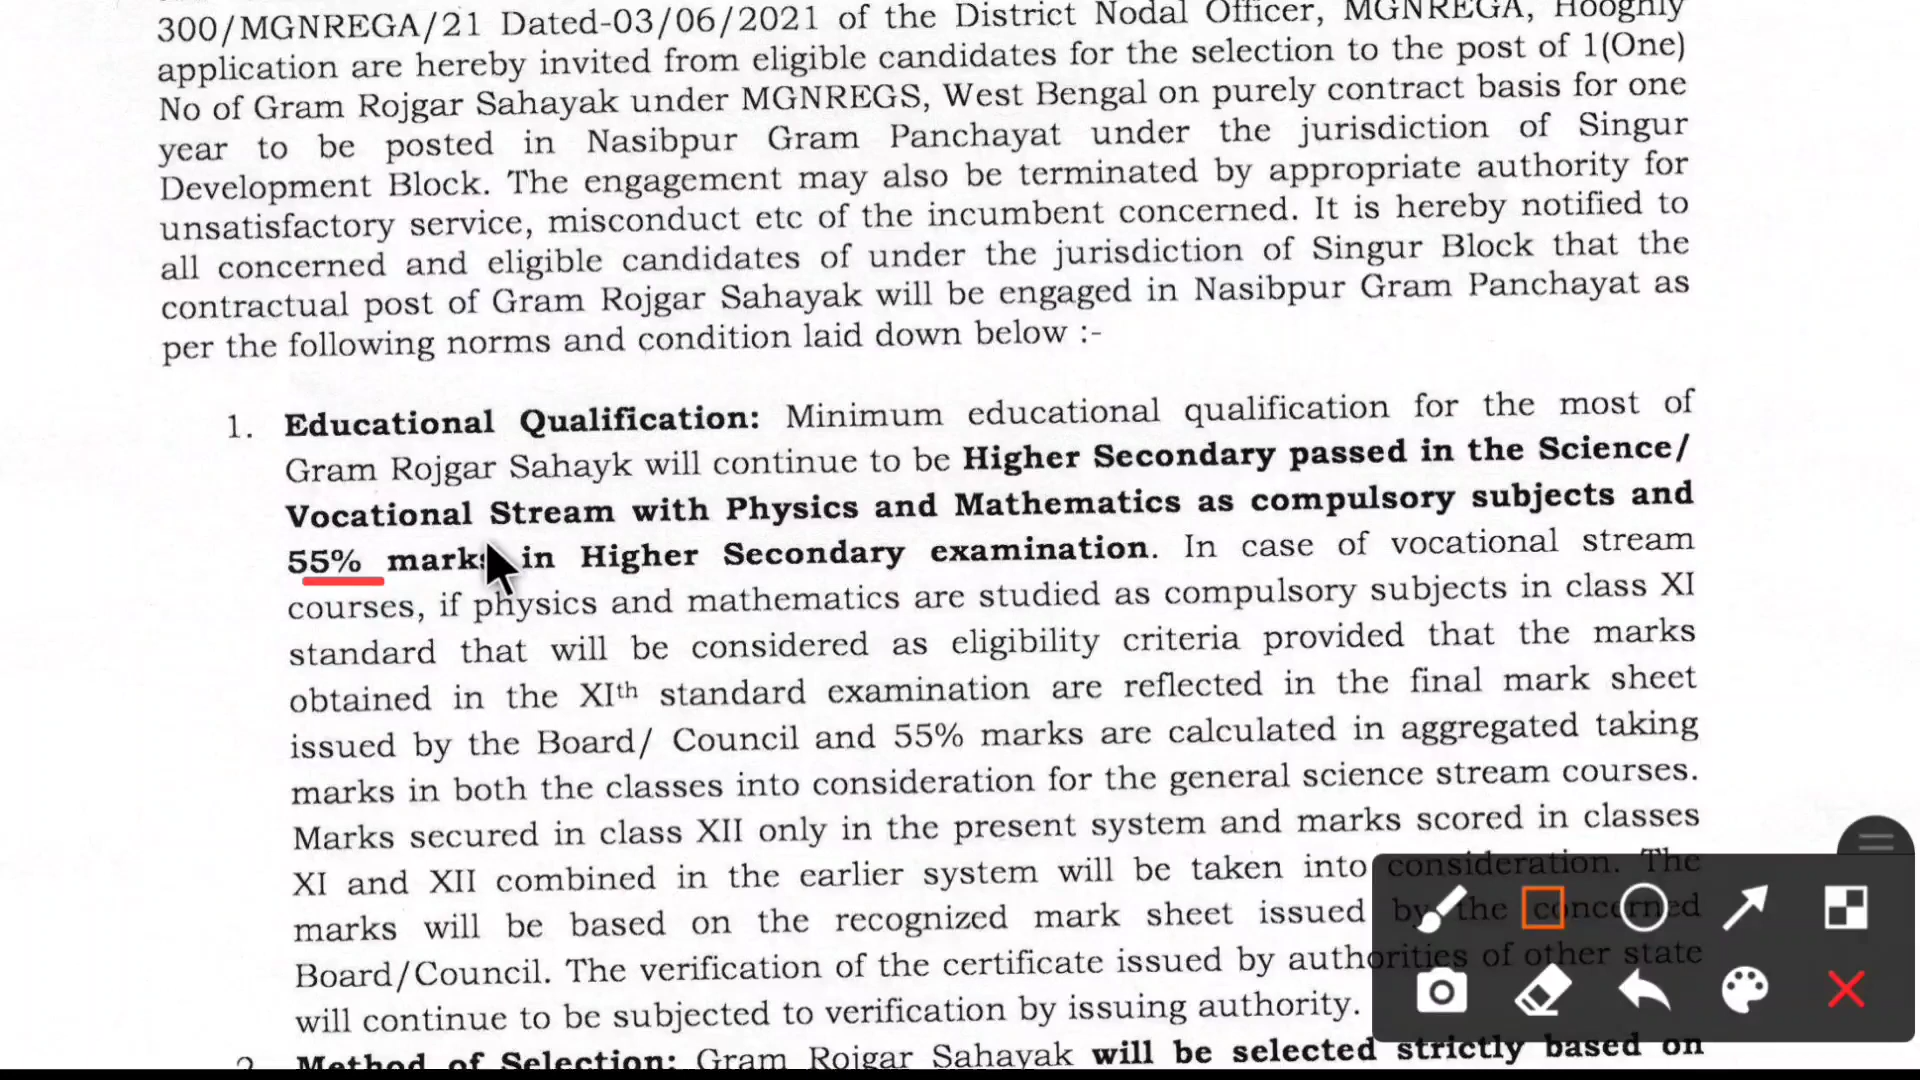 300/MGNREGA/21 Dated-03/06/2021 of the District Nodal Officer, MGNREGA, Hooghly
application are hereby invited from eligible candidates for the selection to the post of 1(One)
No of Gram Rojgar Sahayak under MGNREGS, West Bengal on purely contract basis for one
year to be posted in Nasibpur Gram Panchayat under the jurisdiction of Singur
Development Block. The engagement may also be terminated by appropriate authority for
unsatisfactory service, misconduct etc of the incumbent concerned. It is hereby notified to
all concerned and eligible candidates of under the jurisdiction of Singur Block that the
contractual post of Gram Rojgar Sahayak will be engaged in Nasibpur Gram Panchayat as
per the following norms and condition laid down below :-
1. Educational Qualification: Minimum educational qualification for the most of
Gram Rojgar Sahayk will continue to be Higher Secondary passed in the Science/
Vocational Stream with Physics and Mathematics as compulsory subjects and
55% marks in Higher Secondary examination. In case of vocational stream
courses, if physics and mathematics are studied as compulsory subjects in class XI
standard that will be considered as eligibility criteria provided that the marks
obtained in the XIth standard examination are reflected in the final mark sheet
issued by the Board/ Council and 55% marks are calculated in aggregated taking
marks in both the classes into consideration for the general science stream courses.
Marks secured in class XII only in the present system and marks scored in classes
XI and XII combined in the earlier system will be taken into consideration. The
marks will be based on the recognized mark sheet issued by the concerned
Board/Council. The verification of the certificate issued by authorities of other state
will continue to be subjected to verification by issuing authority.
2. Method of Selection: Gram Rojgar Sahayak will be selected strictly based on